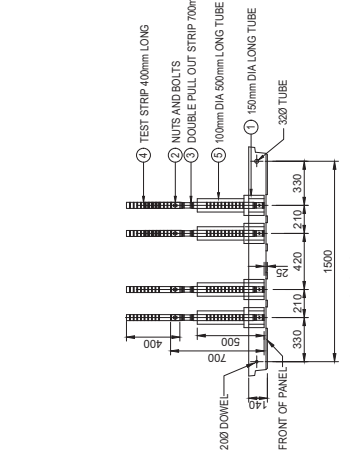 4 TEST STRIP 400mm LONG
2 NUTS AND BOLTS
3 DOUBLE PULL OUT STRIP 700m
5 100mm DIA 500mm LONG TUBE
1 150mm DIA LONG TUBE
32Ø TUBE
400
700
500
140
20Ø DOWEL
FRONT OF PANEL
25
330
210
420
210
330
1500